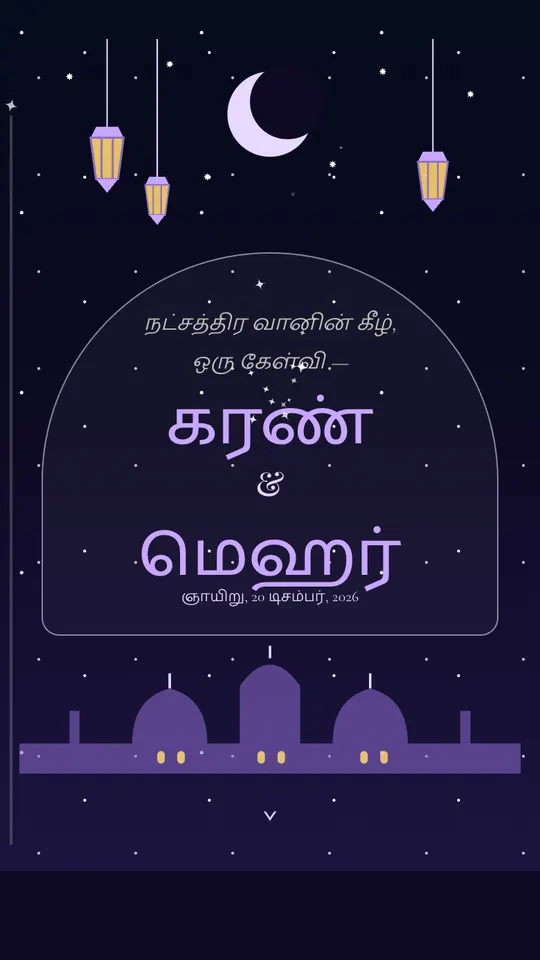 நட்சத்திர வானின் கீழ்,
ஒரு கேள்வி —
கரண்
&
மெஹர்
ஞாயிறு, 20 டிசம்பர், 2026